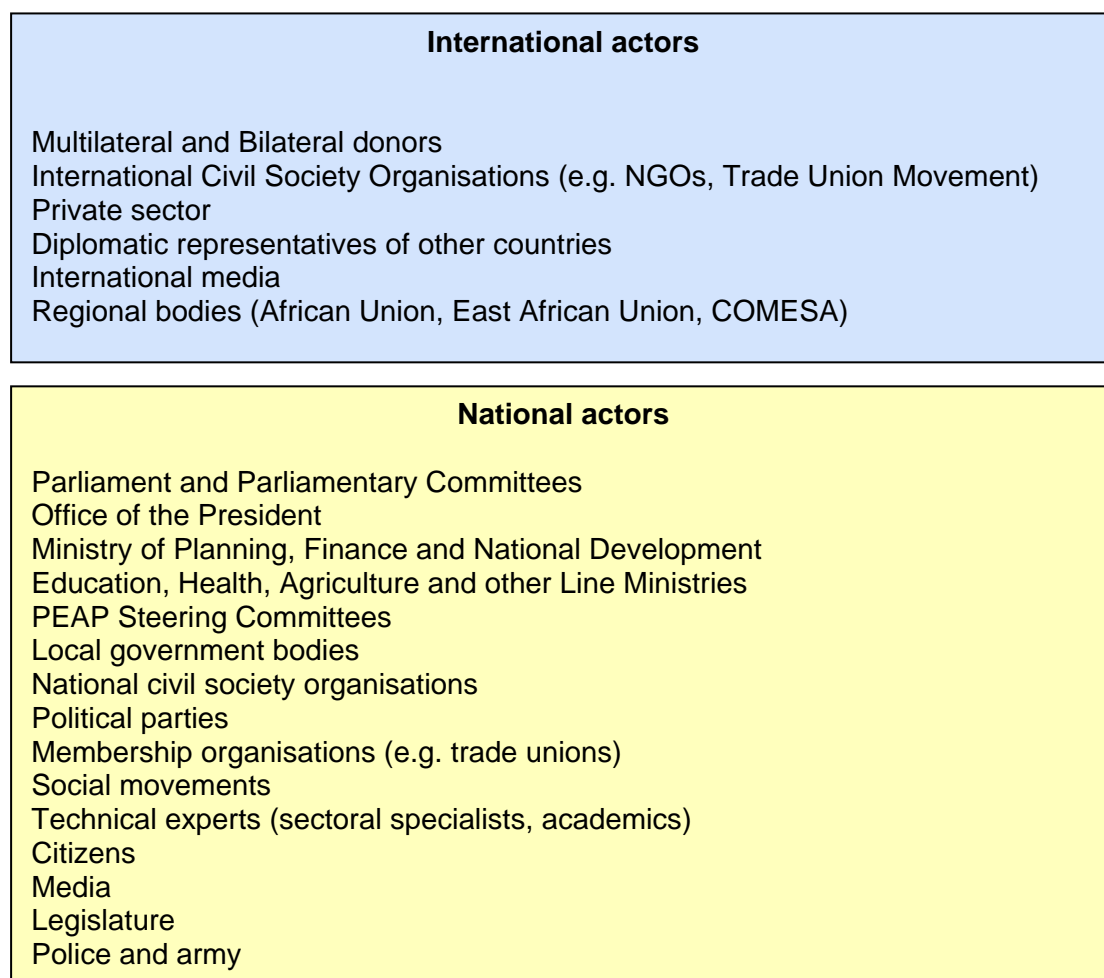 International actors
Multilateral and Bilateral donors
International Civil Society Organisations (e.g. NGOs, Trade Union Movement)
Private sector
Diplomatic representatives of other countries
International media
Regional bodies (African Union, East African Union, COMESA)
National actors
Parliament and Parliamentary Committees
Office of the President
Ministry of Planning, Finance and National Development
Education, Health, Agriculture and other Line Ministries
PEAP Steering Committees
Local government bodies
National civil society organisations
Political parties
Membership organisations (e.g. trade unions)
Social movements
Technical experts (sectoral specialists, academics)
Citizens
Media
Legislature
Police and army